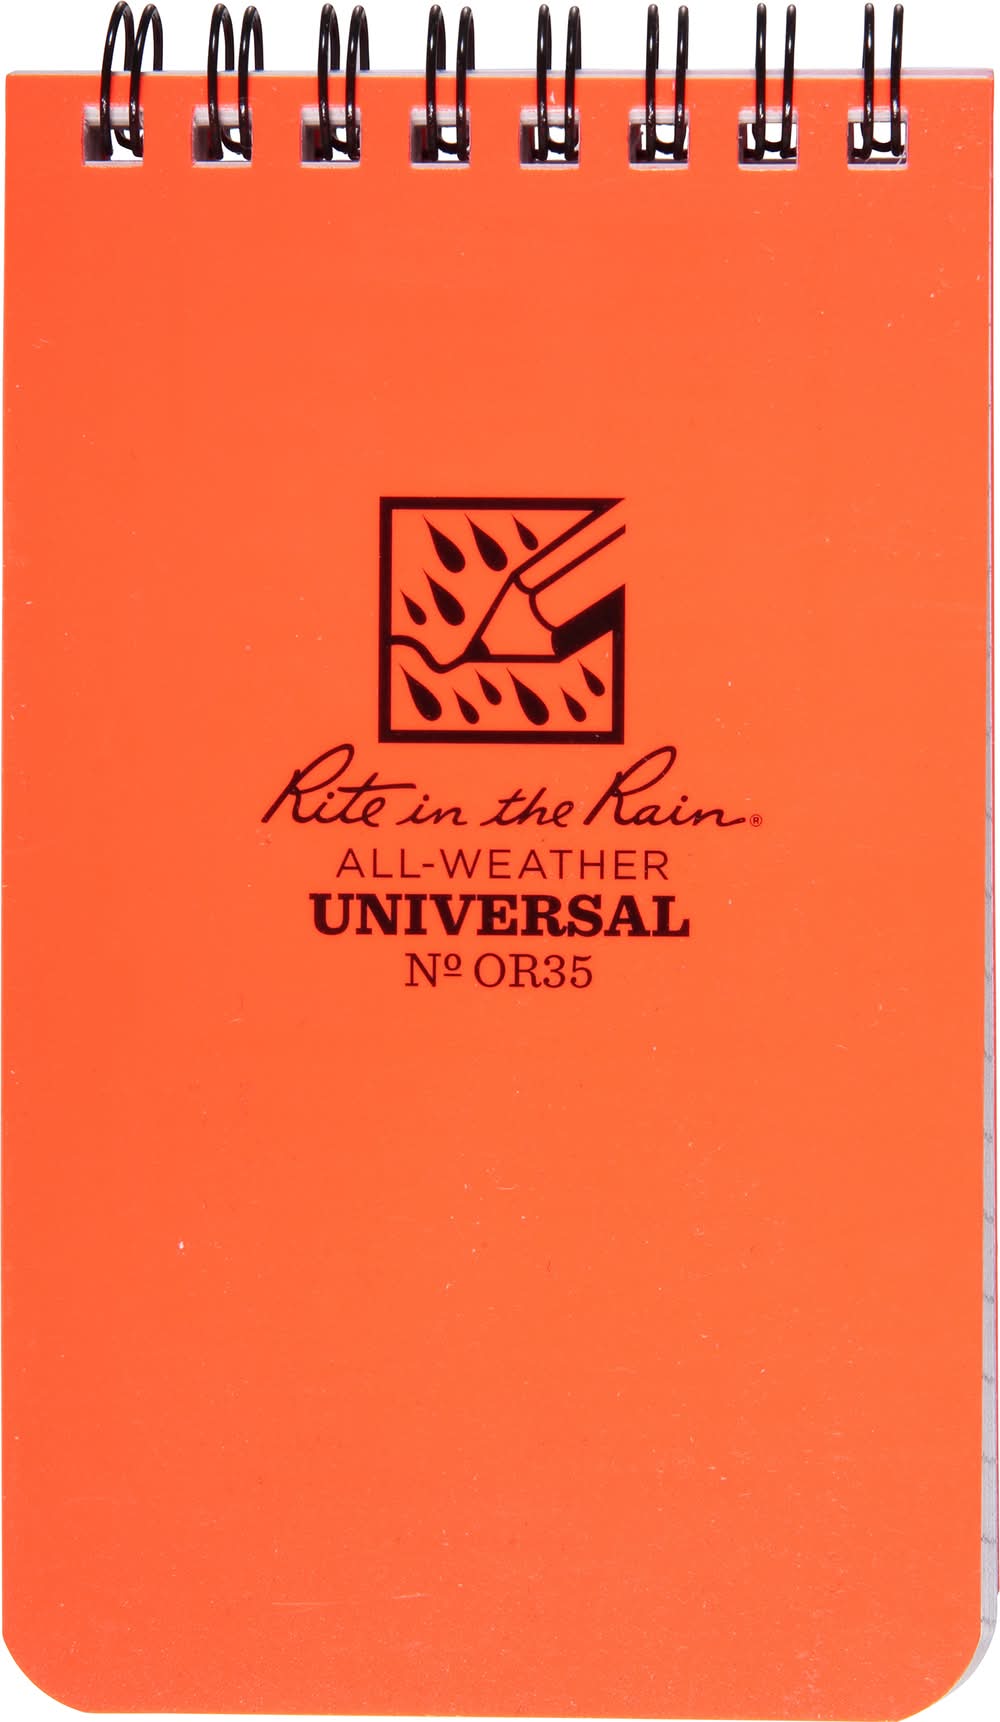 Rite in the Rain®
ALL-WEATHER
UNIVERSAL
Nº OR35